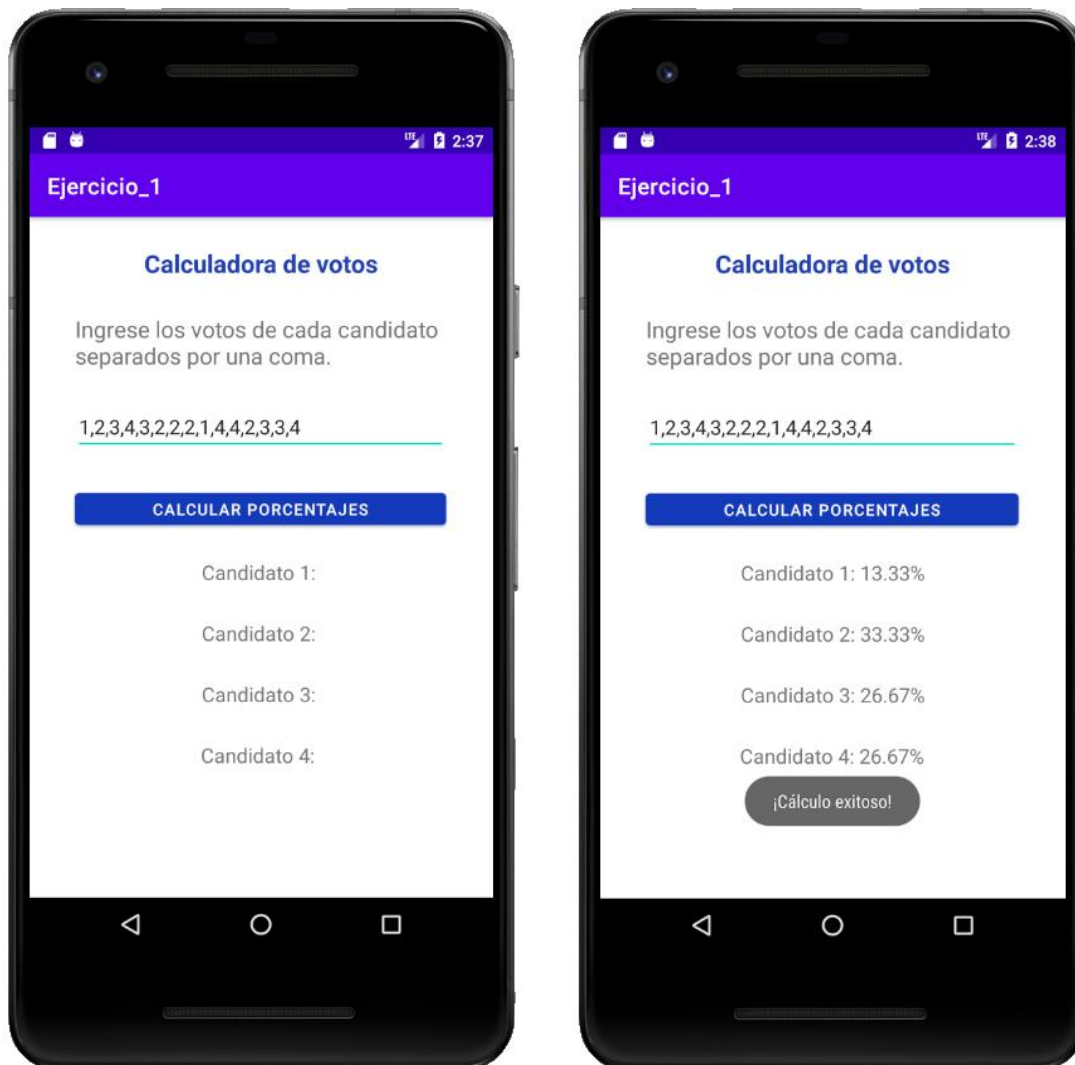 LTE 2:37
Ejercicio_1
Calculadora de votos
Ingrese los votos de cada candidato
separados por una coma.
1,2,3,4,3,2,2,2,1,4,4,2,3,3,4
CALCULAR PORCENTAJES
Candidato 1:
Candidato 2:
Candidato 3:
Candidato 4:
LTE 2:38
Ejercicio_1
Calculadora de votos
Ingrese los votos de cada candidato
separados por una coma.
1,2,3,4,3,2,2,2,1,4,4,2,3,3,4
CALCULAR PORCENTAJES
Candidato 1: 13.33%
Candidato 2: 33.33%
Candidato 3: 26.67%
Candidato 4: 26.67%
¡Cálculo exitoso!